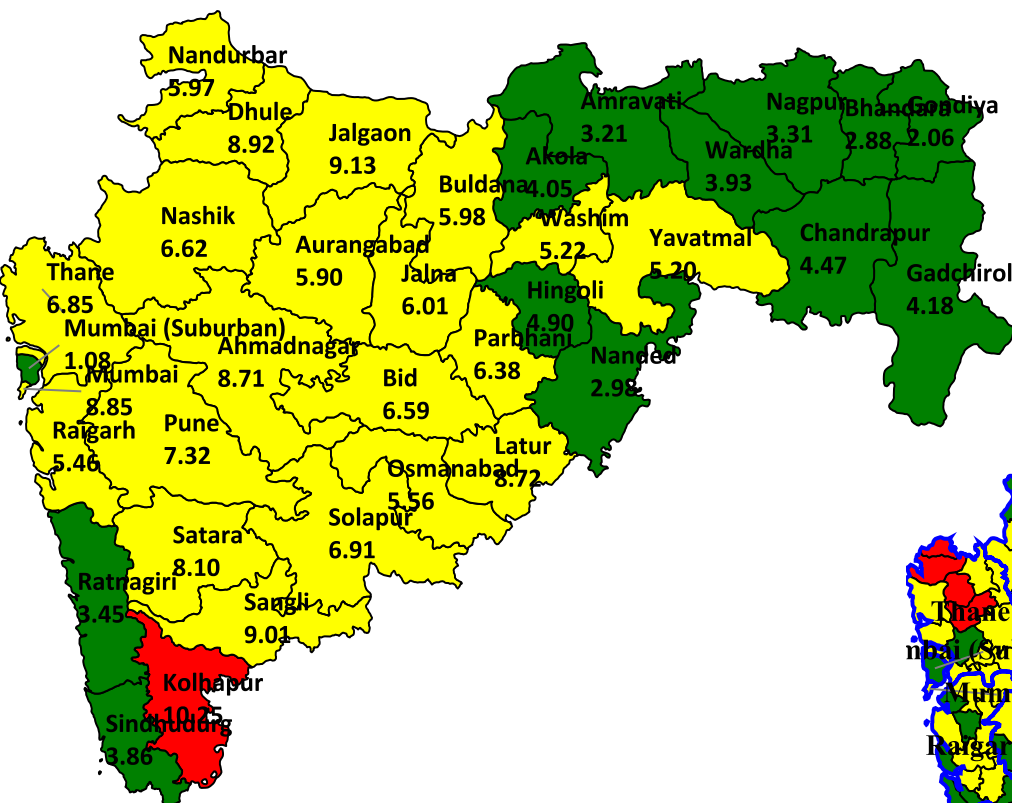 Nandurbar
5.97
Dhule
8.92
Jalgaon
9.13
Buldana
5.98
Amravati
3.21
Akola
4.05
Nagpur
3.31
Wardha
3.93
Bhandara
2.88
Gondiya
2.06
Nashik
6.62
Aurangabad
5.90
Jalna
6.01
Washim
5.22
Yavatmal
5.20
Chandrapur
4.47
Gadchirol
4.18
Thane
6.85
Hingoli
4.90
Mumbai (Suburban)
1.08
Mumbai
8.85
Ahmadnagar
8.71
Parbhani
6.38
Nanded
2.98
Bid
6.59
Raigarh
5.46
Pune
7.32
Latur
8.72
Osmanabad
5.56
Solapur
6.91
Satara
8.10
Ratnagiri
3.45
Sangli
9.01
Kolhapur
10.25
Sindhudurg
3.86
Thane
nbai (Su
Mum
Raigar